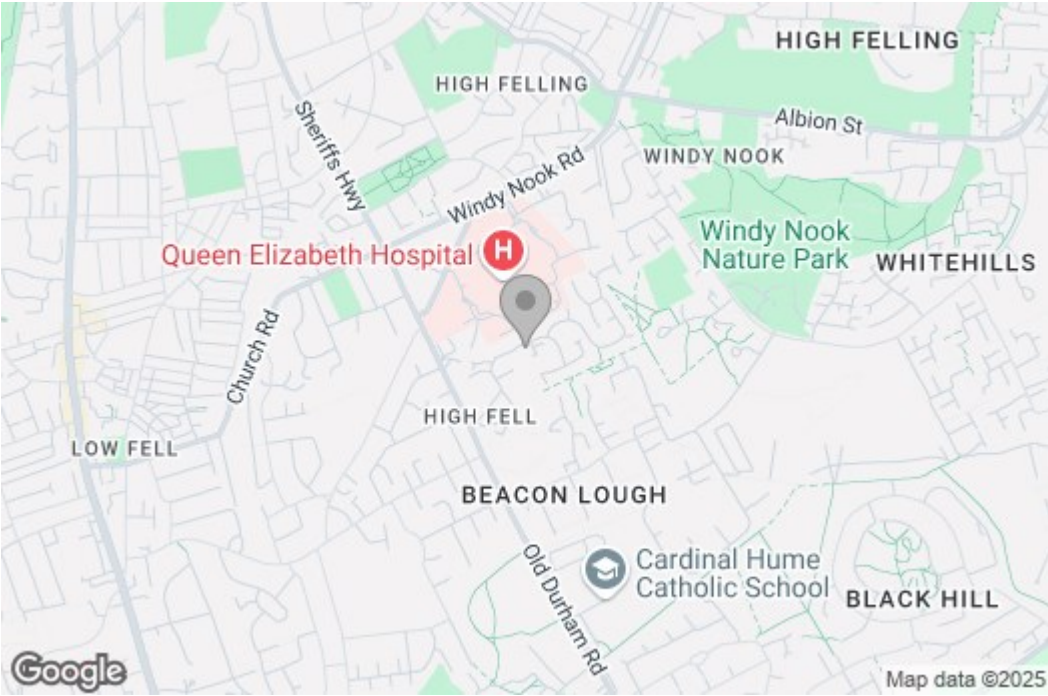 HIGH FELLING
HIGH FELLING
Albion St
Sheriffs Hwy
WINDY NOOK
Windy Nook Rd
Queen Elizabeth Hospital
H
Windy Nook
Nature Park
WHITEHILLS
Church Rd
HIGH FELL
LOW FELL
BEACON LOUGH
Old Durham Rd
Cardinal Hume
Catholic School
BLACK HILL
Google
Map data ©2025